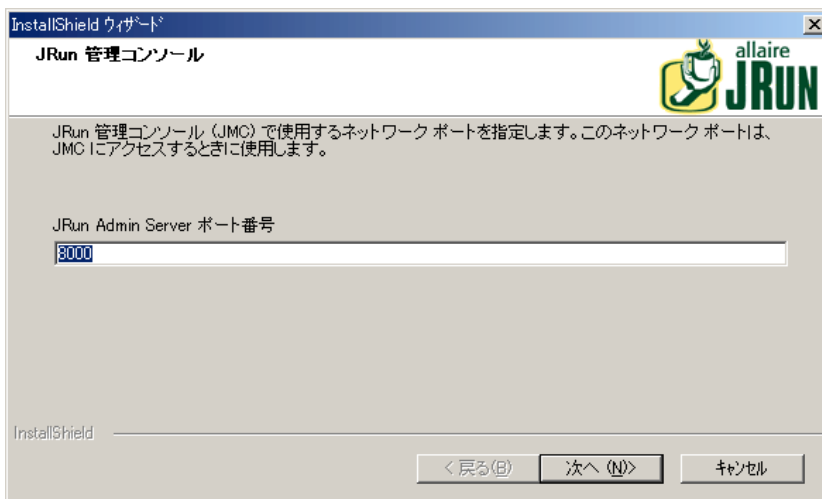 InstallShield ウィザード
JRun 管理コンソール
allaire
JRUN
JRun 管理コンソール (JMC) で使用するネットワーク ポートを指定します。このネットワーク ポートは、
JMC にアクセスするときに使用します。
JRun Admin Server ポート番号
8000
InstallShield
< 戻る(B)
次へ (N)>
キャンセル